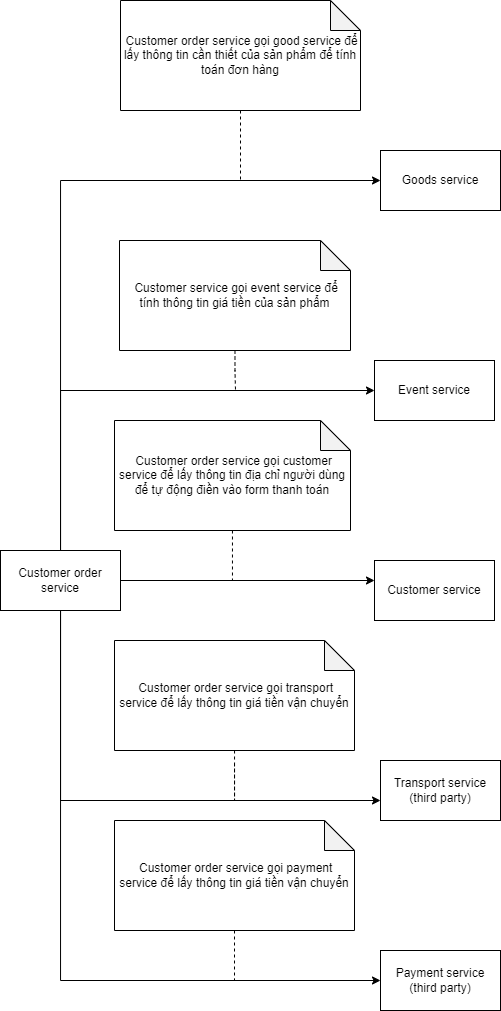 Customer order service gọi good service để
lấy thông tin cần thiết của sản phẩm để tính
toán đơn hàng
Goods service
Customer service gọi event service để
tính thông tin giá tiền của sản phẩm
Event service
Customer order service gọi customer
service để lấy thông tin địa chỉ người dùng
để tự động điền vào form thanh toán
Customer order
service
Customer service
Customer order service gọi transport
service để lấy thông tin giá tiền vận chuyển
Transport service
(third party)
Customer order service gọi payment
service để lấy thông tin giá tiền vận chuyển
Payment service
(third party)